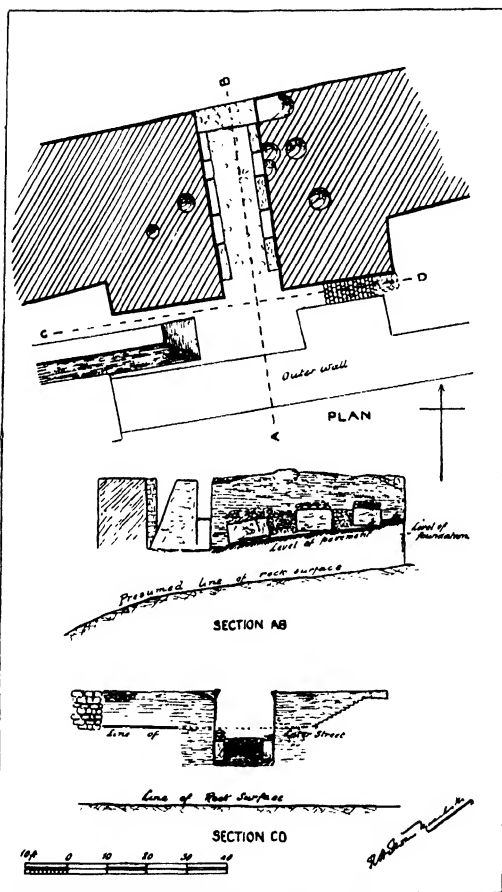 B
C
D
Outer Wall
PLAN
A
Level of pavement
Level of
foundation
Presumed line of rock surface
SECTION AB
Line of
Later Street
Line of Rock Surface
SECTION CD
10ft 0 10 20 30 40